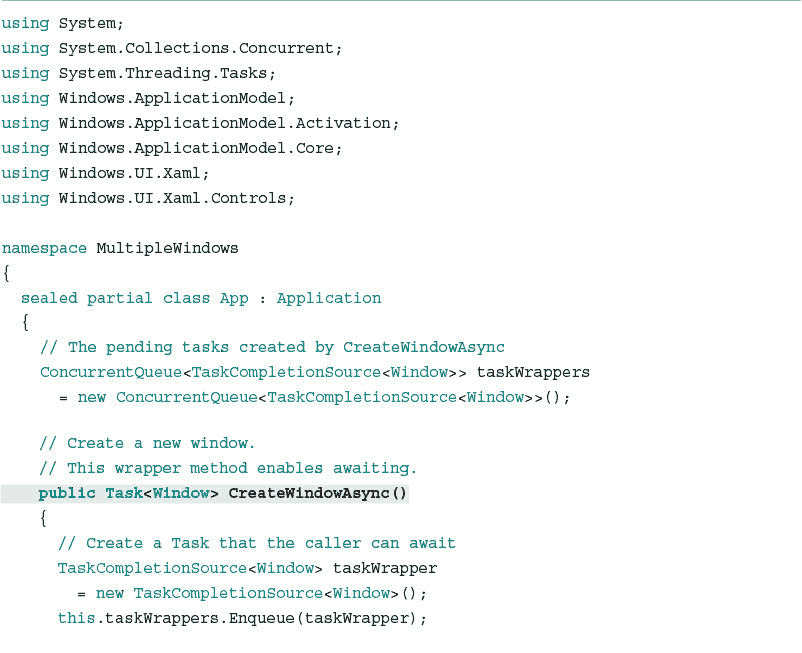 using System;
using System.Collections.Concurrent;
using System.Threading.Tasks;
using Windows.ApplicationModel;
using Windows.ApplicationModel.Activation;
using Windows.ApplicationModel.Core;
using Windows.UI.Xaml;
using Windows.UI.Xaml.Controls;
namespace MultipleWindows
{
sealed partial class App : Application
{
// The pending tasks created by CreateWindowAsync
ConcurrentQueue<TaskCompletionSource<Window>> taskWrappers
= new ConcurrentQueue<TaskCompletionSource<Window>>();
// Create a new window.
// This wrapper method enables awaiting.
public Task<Window> CreateWindowAsync()
{
// Create a Task that the caller can await
TaskCompletionSource<Window> taskWrapper
= new TaskCompletionSource<Window>();
this.taskWrappers.Enqueue(taskWrapper);